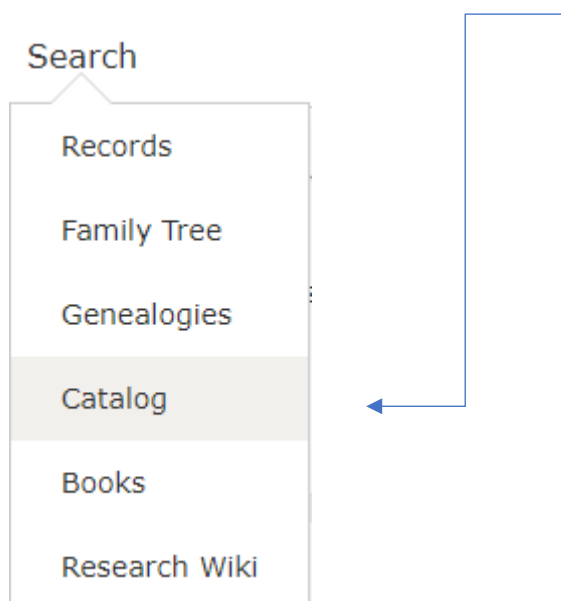 Search
Records
Family Tree
Genealogies
Catalog
Books
Research Wiki